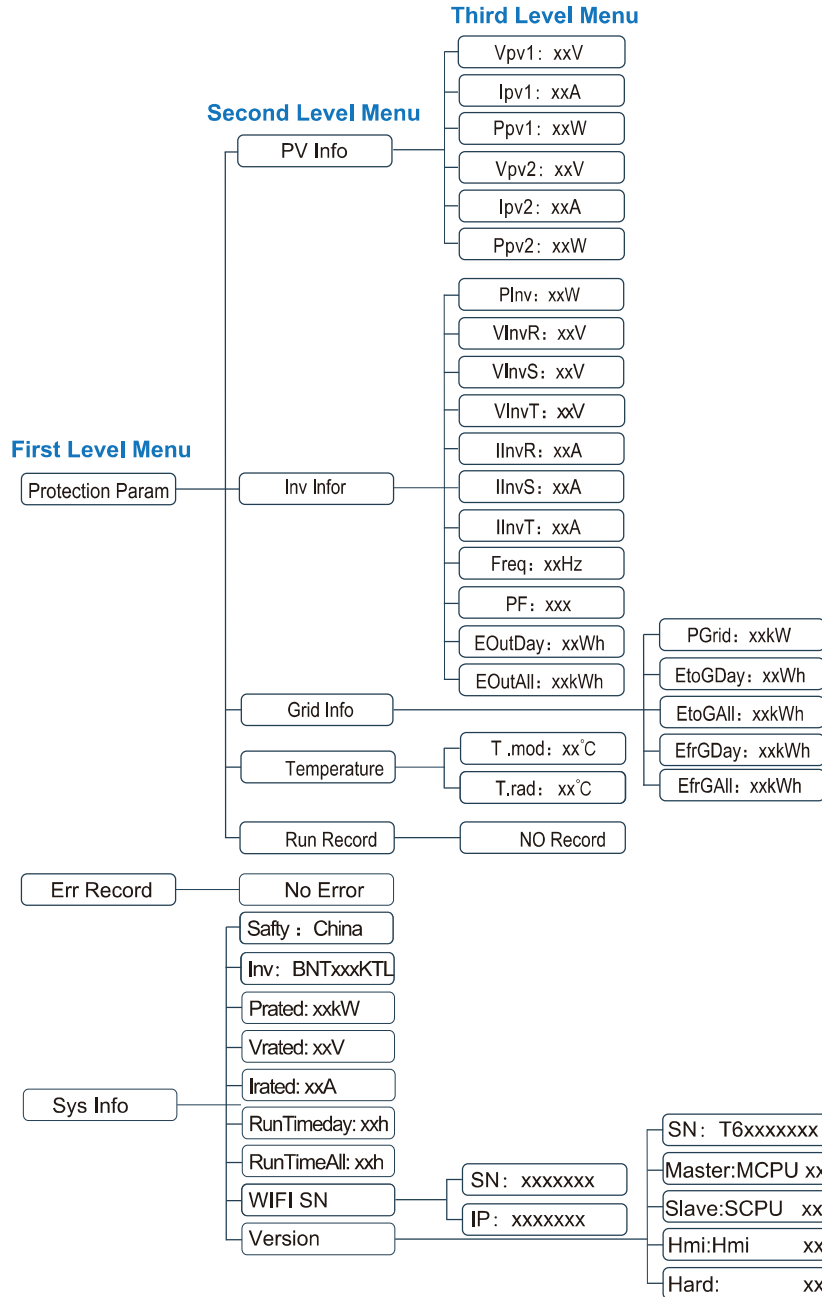 Third Level Menu
Vpv1: xxV
Ipv1: xxA
Second Level Menu
Ppv1: xxW
PV Info
Vpv2: xxV
Ipv2: xxA
Ppv2: xxW
PInv: xxW
VInvR: xxV
VInvS: xxV
VInvT: xxV
First Level Menu
IInvR: xxA
Protection Param
Inv Infor
IInvS: xxA
IInvT: xxA
Freq: xxHz
PF: xxx
EOutDay: xxWh
EOutAll: xxkWh
Grid Info
PGrid: xxkW
EtoGDay: xxWh
EtoGAll: xxkWh
EfrGDay: xxkWh
EfrGAll: xxkWh
Temperature
T .mod: xx°C
T.rad: xx°C
Run Record
NO Record
Err Record
No Error
Safty : China
Inv: BNTxxxKTL
Prated: xxkW
Vrated: xxV
Irated: xxA
Sys Info
RunTimeday: xxh
RunTimeAll: xxh
WIFI SN
SN: xxxxxxx
IP: xxxxxxx
Version
SN: T6xxxxxxx
Master:MCPU xx
Slave:SCPU xx
Hmi:Hmi xx
Hard: xx